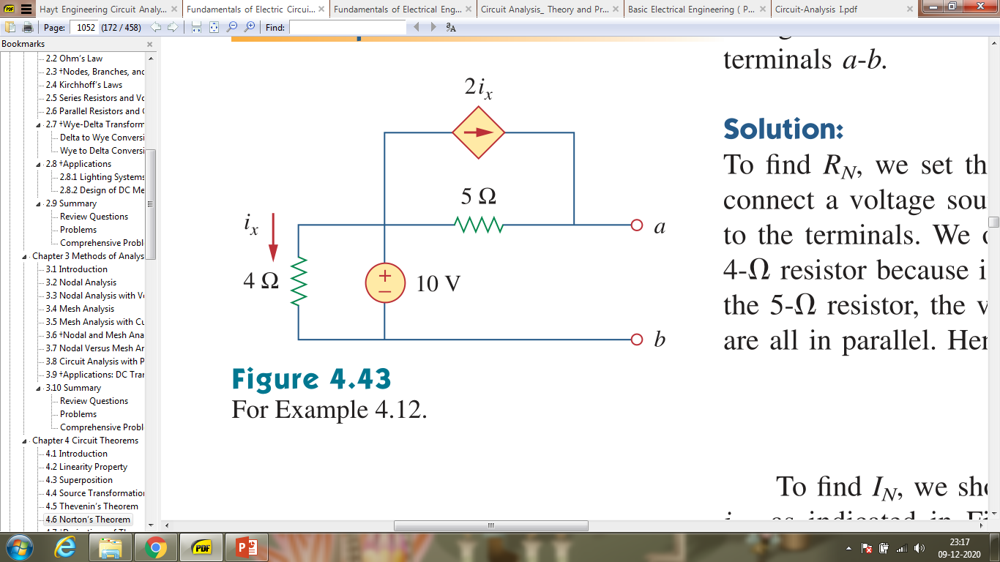 Hayt Engineering Circuit Analy... Fundamentals of Electric Circui... Fundamentals of Electrical Eng... Circuit Analysis_ Theory and Pr... Basic Electrical Engineering ( P... Circuit-Analysis I.pdf
Page: 1052 (172 / 458) Find:
Bookmarks
2.2 Ohm's Law
2.3 †Nodes, Branches, and
2.4 Kirchhoff's Laws
2.5 Series Resistors and Vo
2.6 Parallel Resistors and
2.7 †Wye-Delta Transform
Delta to Wye Conversi
Wye to Delta Conversi
2.8 †Applications
2.8.1 Lighting Systems
2.8.2 Design of DC Me
2.9 Summary
Review Questions
Problems
Comprehensive Probl
Chapter 3 Methods of Analys
3.1 Introduction
3.2 Nodal Analysis
3.3 Nodal Analysis with V
3.4 Mesh Analysis
3.5 Mesh Analysis with Cu
3.6 †Nodal and Mesh Ana
3.7 Nodal Versus Mesh Ar
3.8 Circuit Analysis with P
3.9 †Applications: DC Trar
3.10 Summary
Review Questions
Problems
Comprehensive Probl
Chapter 4 Circuit Theorems
4.1 Introduction
4.2 Linearity Property
4.3 Superposition
4.4 Source Transformation
4.5 Thevenin's Theorem
4.6 Norton's Theorem
2ix
5 Ω
ix
a
4 Ω
+
10 V
−
b
Figure 4.43
For Example 4.12.
terminals a-b.
Solution:
To find RN, we set th
connect a voltage sou
to the terminals. We
4-Ω resistor because i
the 5-Ω resistor, the v
are all in parallel. Her
To find IN, we sho
PDF
23:17
09-12-2020